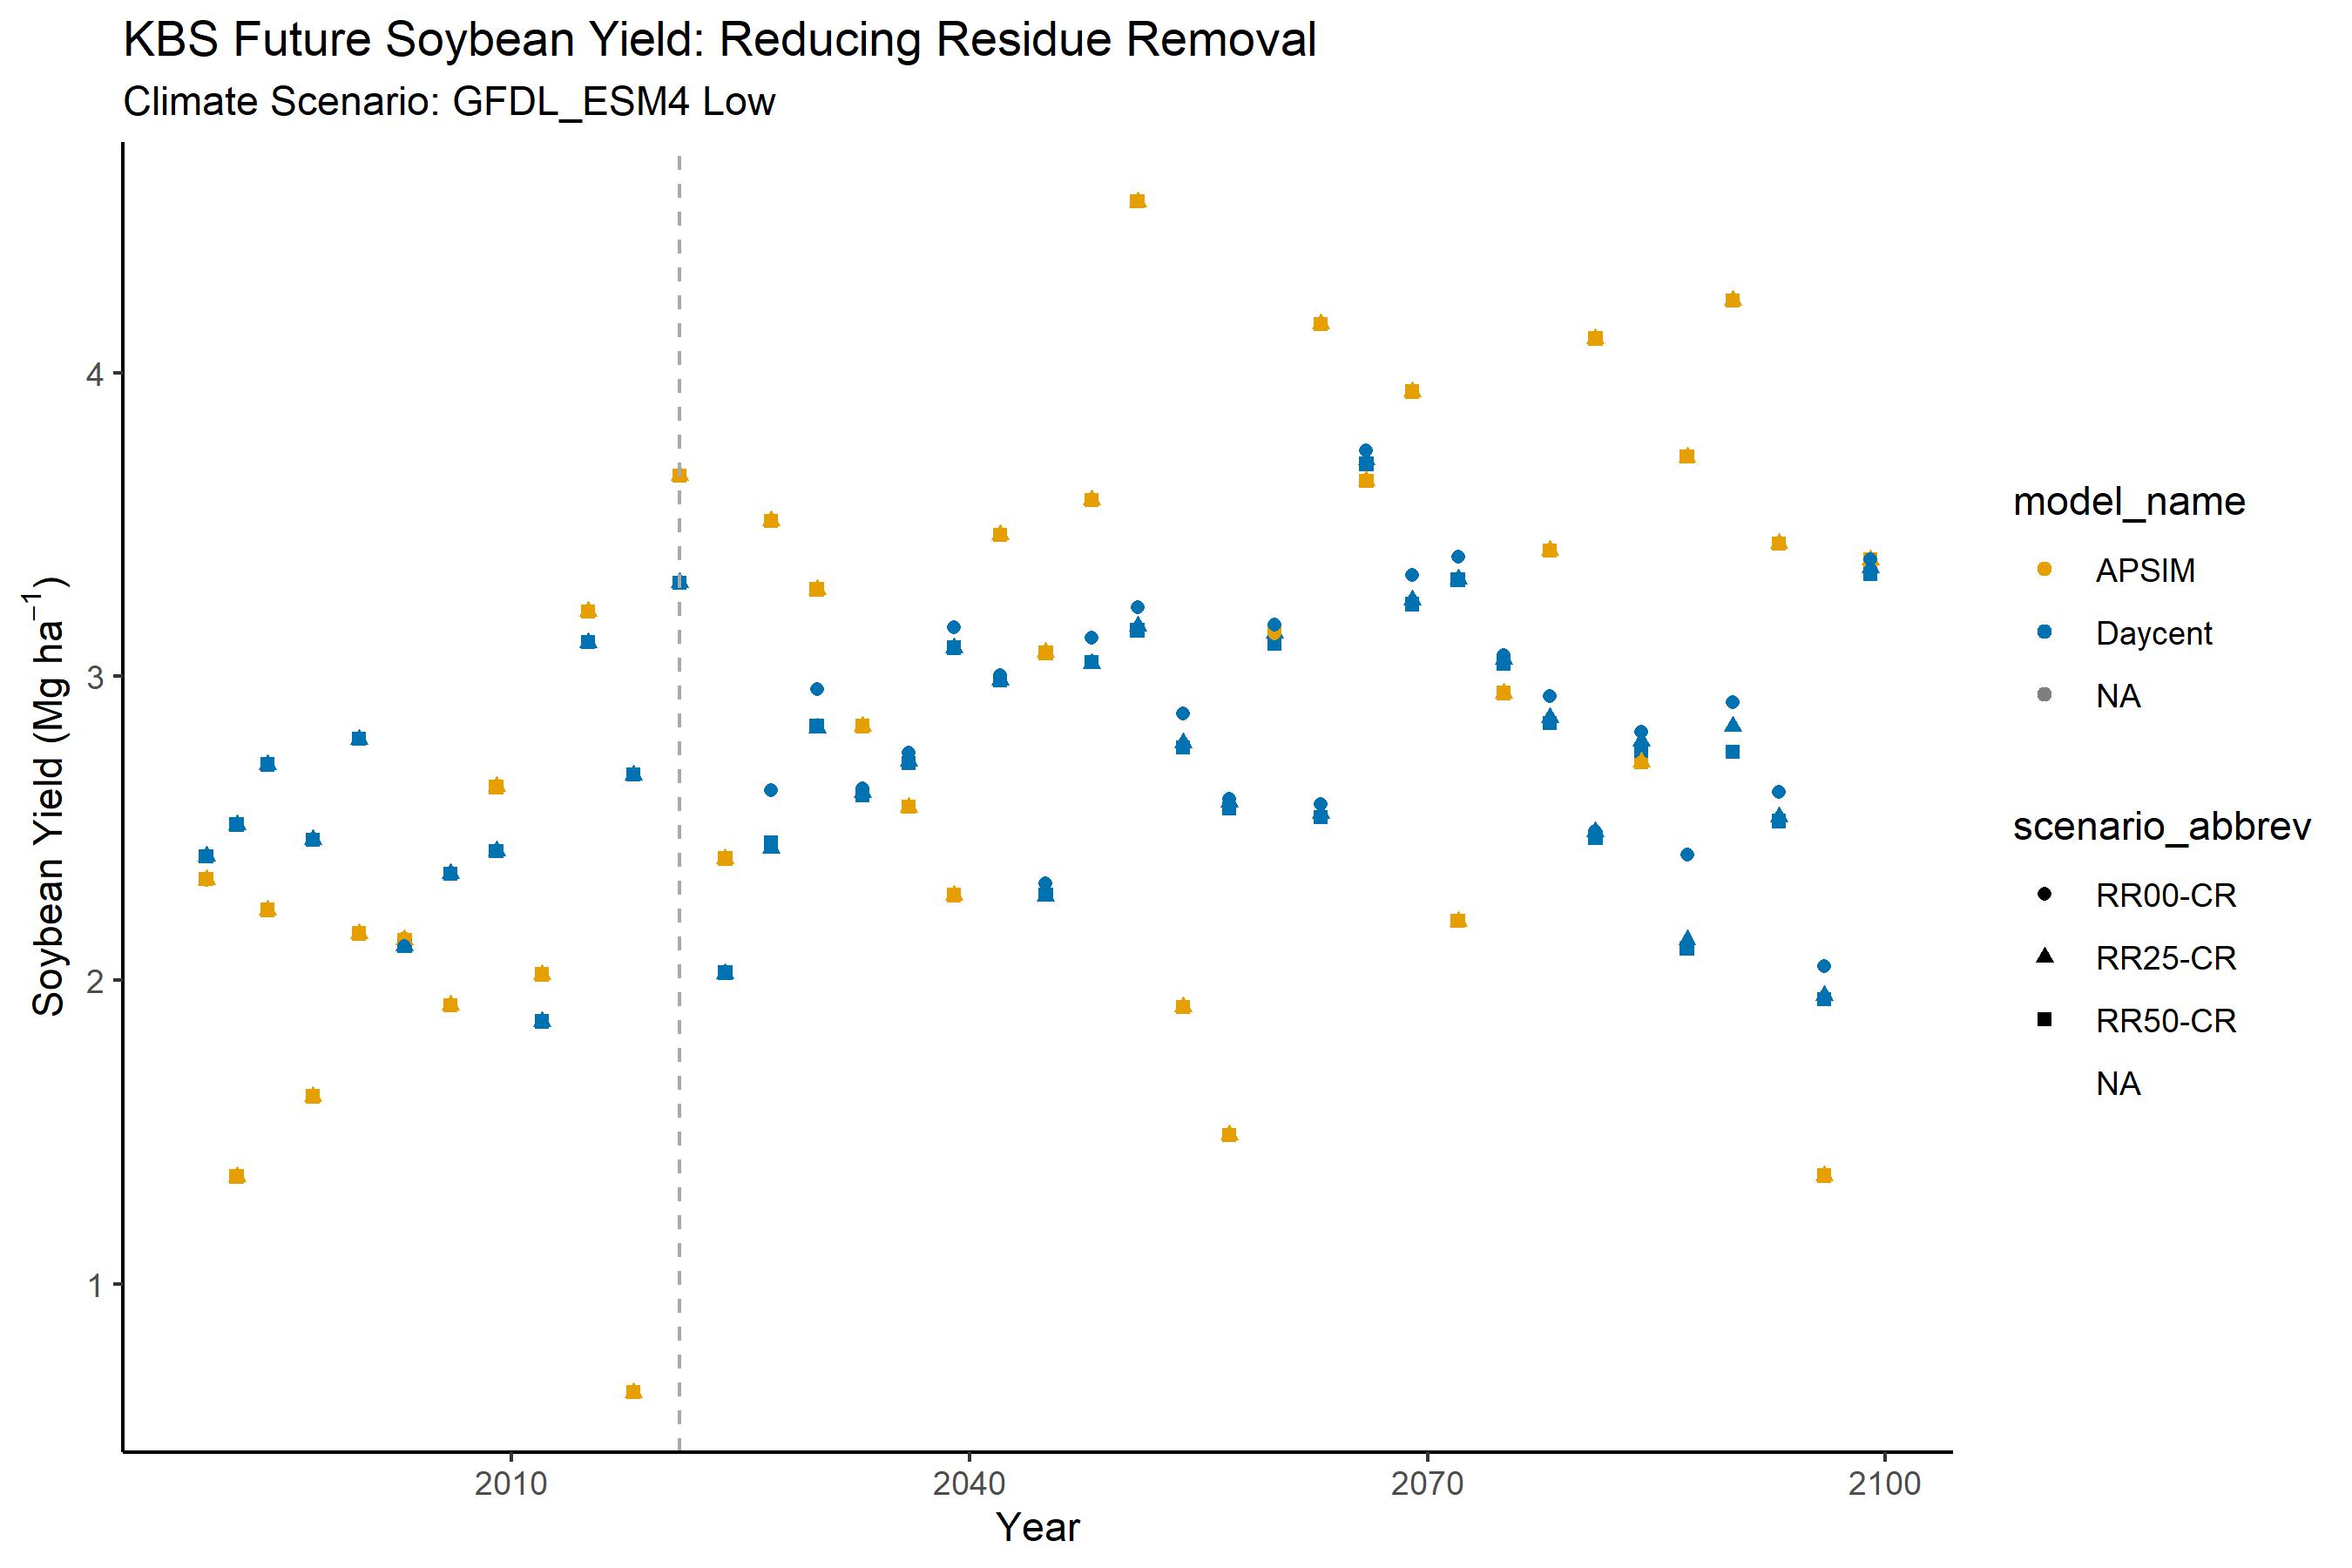 KBS Future Soybean Yield: Reducing Residue Removal
Climate Scenario: GFDL_ESM4 Low
Soybean Yield (Mg ha⁻¹)
4
3
2
1
2010
2040
2070
2100
Year
model_name
APSIM
Daycent
NA
scenario_abbrev
RR00-CR
RR25-CR
RR50-CR
NA